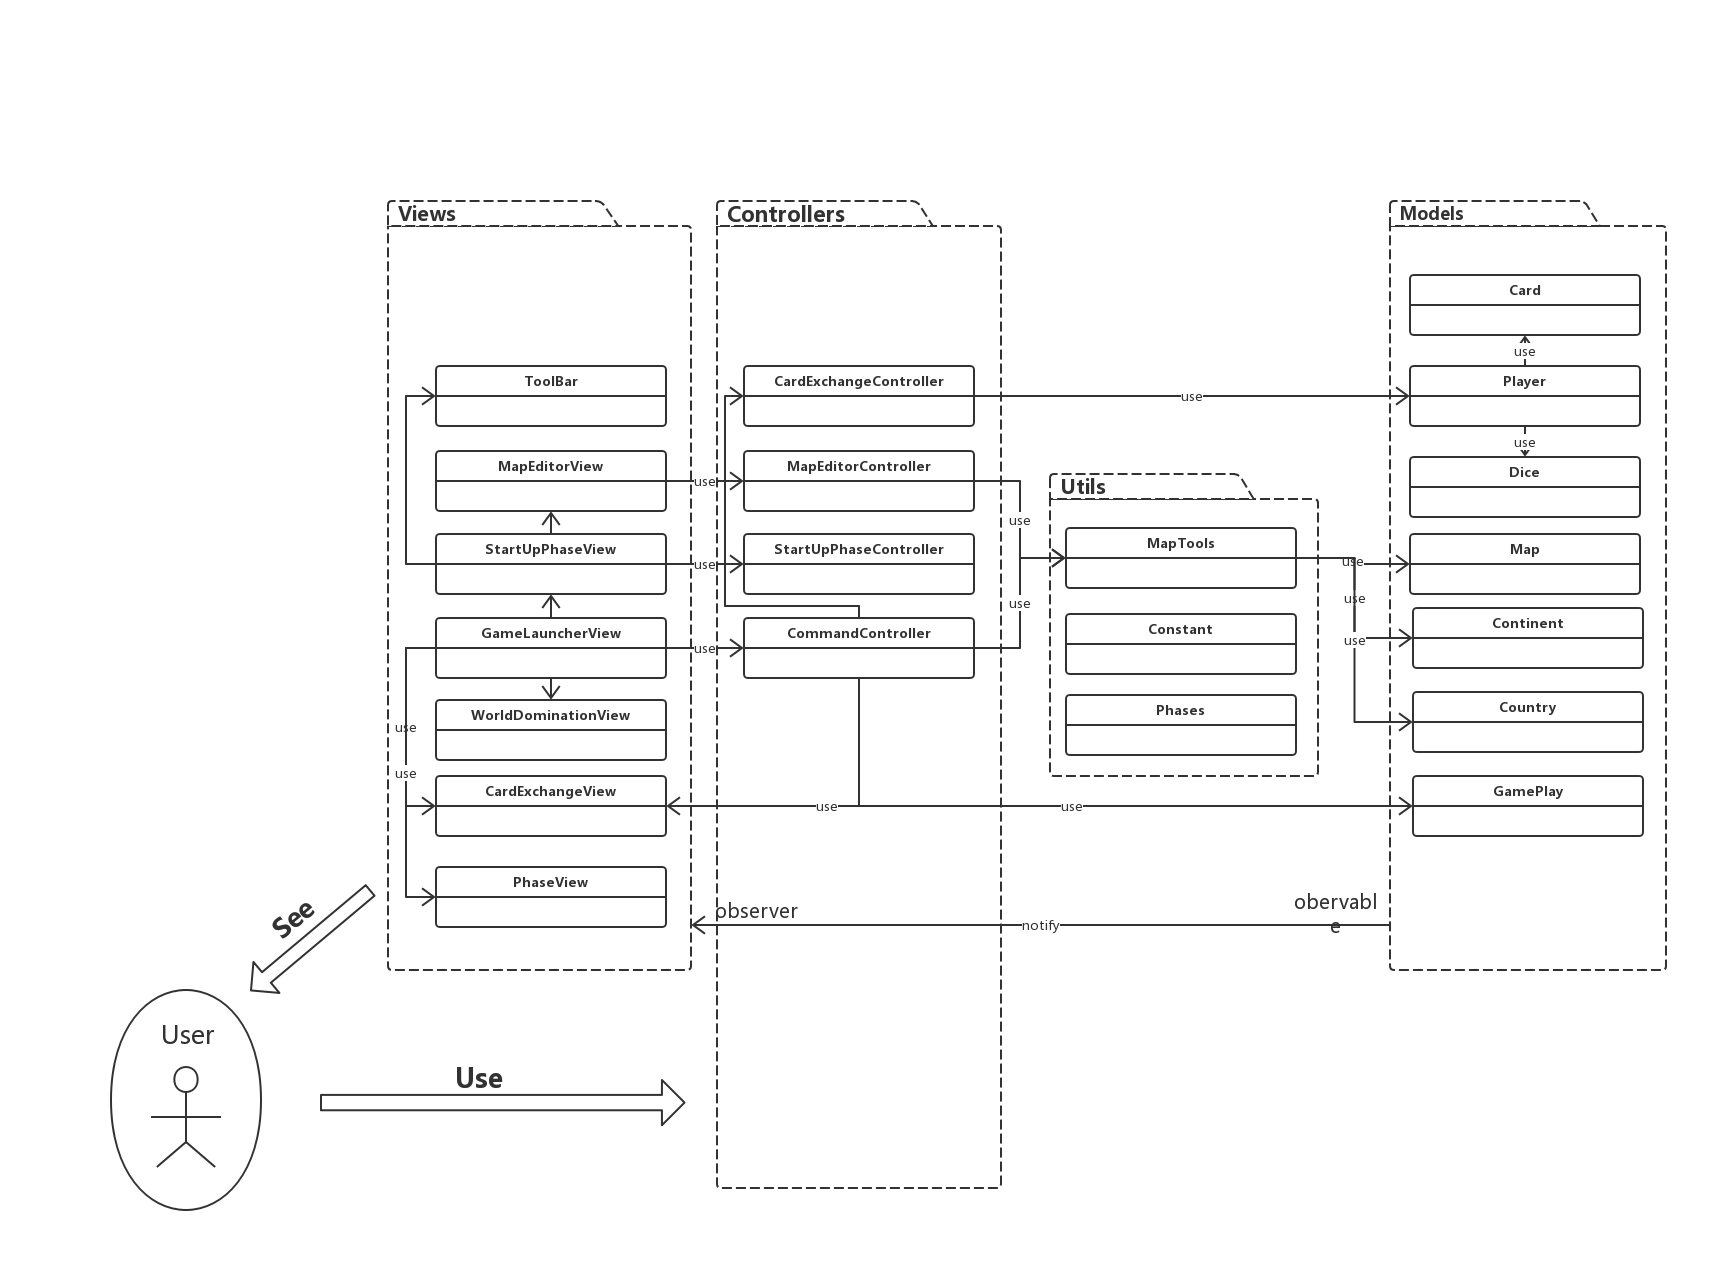 Views
Controllers
Models
Card
use
ToolBar
CardExchangeController
use
Player
use
MapEditorView
use
MapEditorController
Utils
Dice
use
StartUpPhaseView
use
StartUpPhaseController
MapTools
use
Map
use
use
GameLauncherView
use
CommandController
Constant
use
Continent
WorldDominationView
use
Phases
Country
use
CardExchangeView
use
use
GamePlay
PhaseView
See
observer
notify
obervabl
e
User
Use